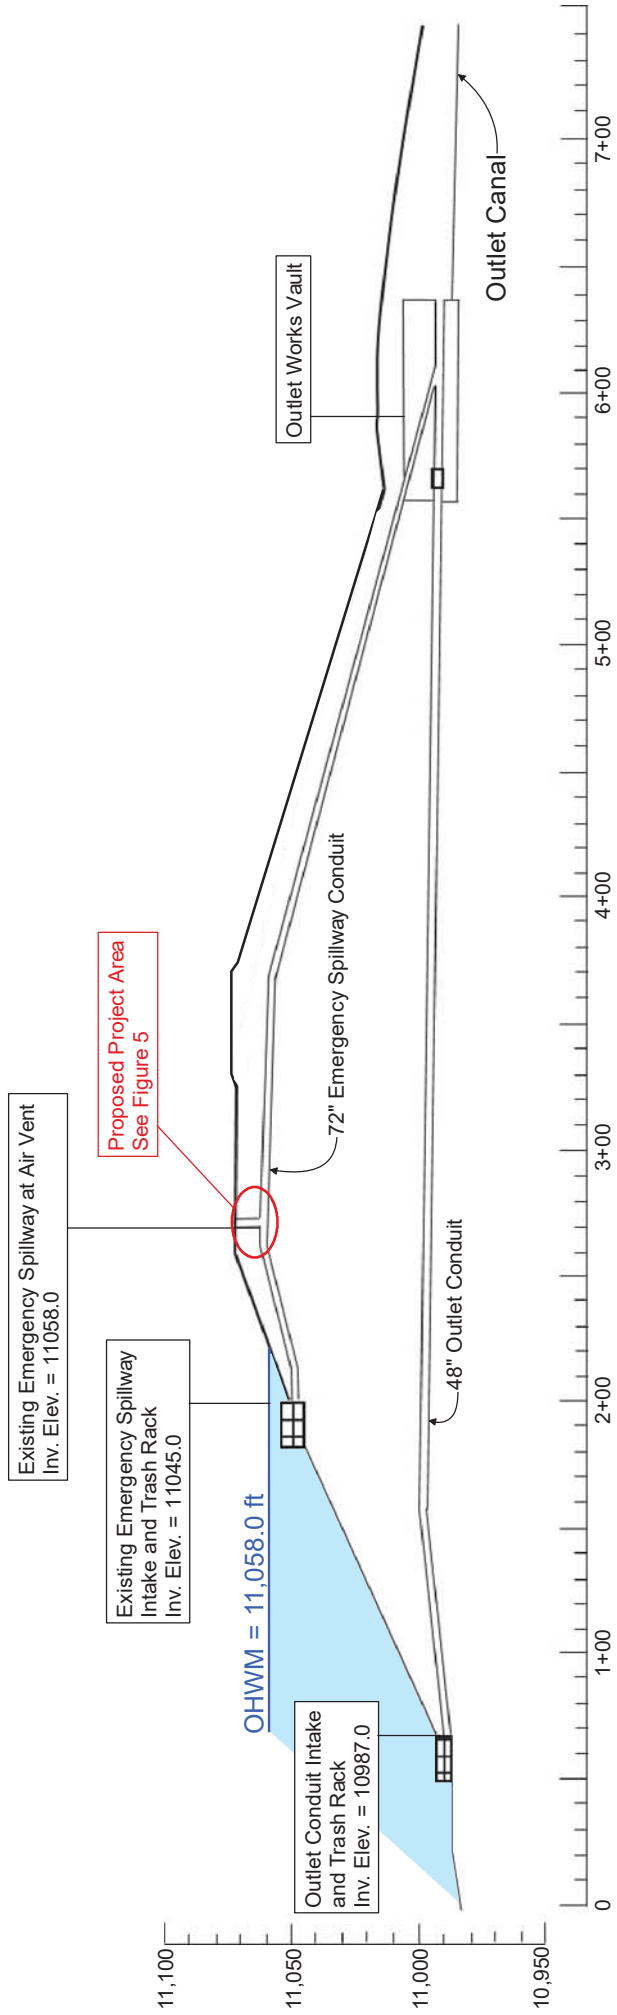 Existing Emergency Spillway at Air Vent
Inv. Elev. = 11058.0
Proposed Project Area
See Figure 5
Existing Emergency Spillway
Intake and Trash Rack
Inv. Elev. = 11045.0
OHWM = 11,058.0 ft
Outlet Conduit Intake
and Trash Rack
Inv. Elev. = 10987.0
72" Emergency Spillway Conduit
48" Outlet Conduit
Outlet Works Vault
Outlet Canal
11,100
11,050
11,000
10,950
0
1+00
2+00
3+00
4+00
5+00
6+00
7+00